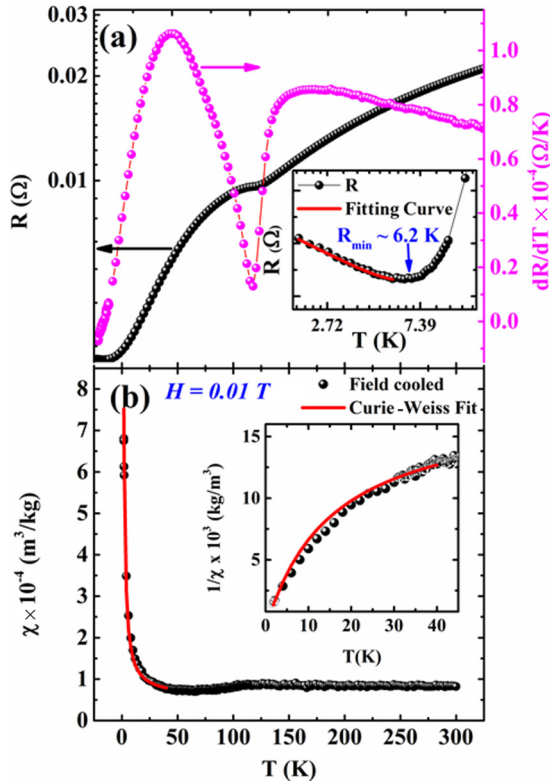 (a)
0.03
0.02
0.01
R (Ω)
1.0
0.8
0.6
0.4
0.2
0.0
dR/dT × 10⁻⁴(Ω/K)
R
Fitting Curve
Rmin ~ 6.2 K
R (Ω)
2.72 7.39
T (K)
(b)
H = 0.01 T
Field cooled
Curie -Weiss Fit
8
7
6
5
4
3
2
1
0
χ × 10⁻⁴ (m³/kg)
15
10
5
0
1/χ x 10³ (kg/m³)
0 10 20 30 40
T(K)
0 50 100 150 200 250 300
T (K)